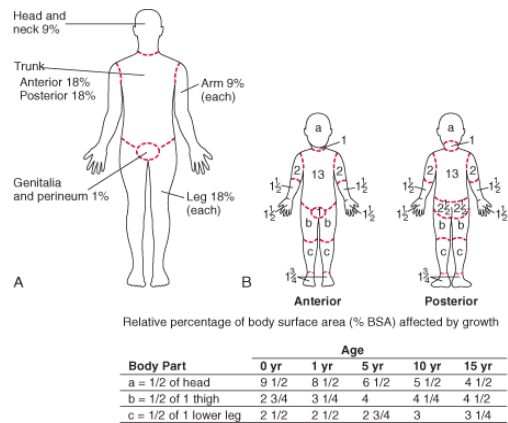 Head and
neck 9%
Trunk
Anterior 18%
Posterior 18%
Arm 9%
(each)
Genitalia
and perineum 1%
Leg 18%
(each)
A
a
1
2 13 2
1½ 1½
1½ 1 1½
b b
c c
1¾
B
Anterior
a
1
2 13 2
1½ 1½
1½ 2½ 2½ 1½
b b
c c
1¾
Posterior
Relative percentage of body surface area (% BSA) affected by growth
Age
Body Part 0 yr 1 yr 5 yr 10 yr 15 yr
a = 1/2 of head 9 1/2 8 1/2 6 1/2 5 1/2 4 1/2
b = 1/2 of 1 thigh 2 3/4 3 1/4 4 4 1/4 4 1/2
c = 1/2 of 1 lower leg 2 1/2 2 1/2 2 3/4 3 3 1/4